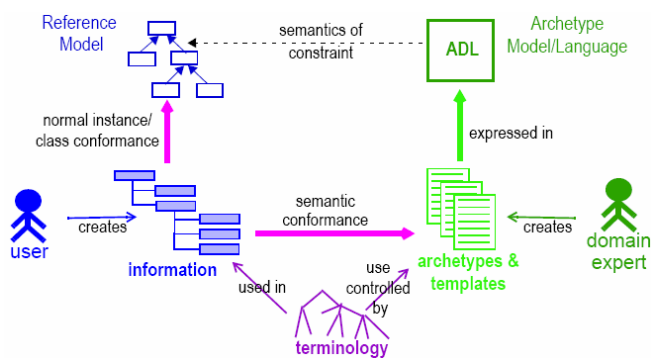 Reference
Model
semantics of
constraint
ADL
Archetype
Model/Language
normal instance/
class conformance
expressed in
user
creates
information
semantic
conformance
archetypes &
templates
creates
domain
expert
used in
use
controlled
by
terminology